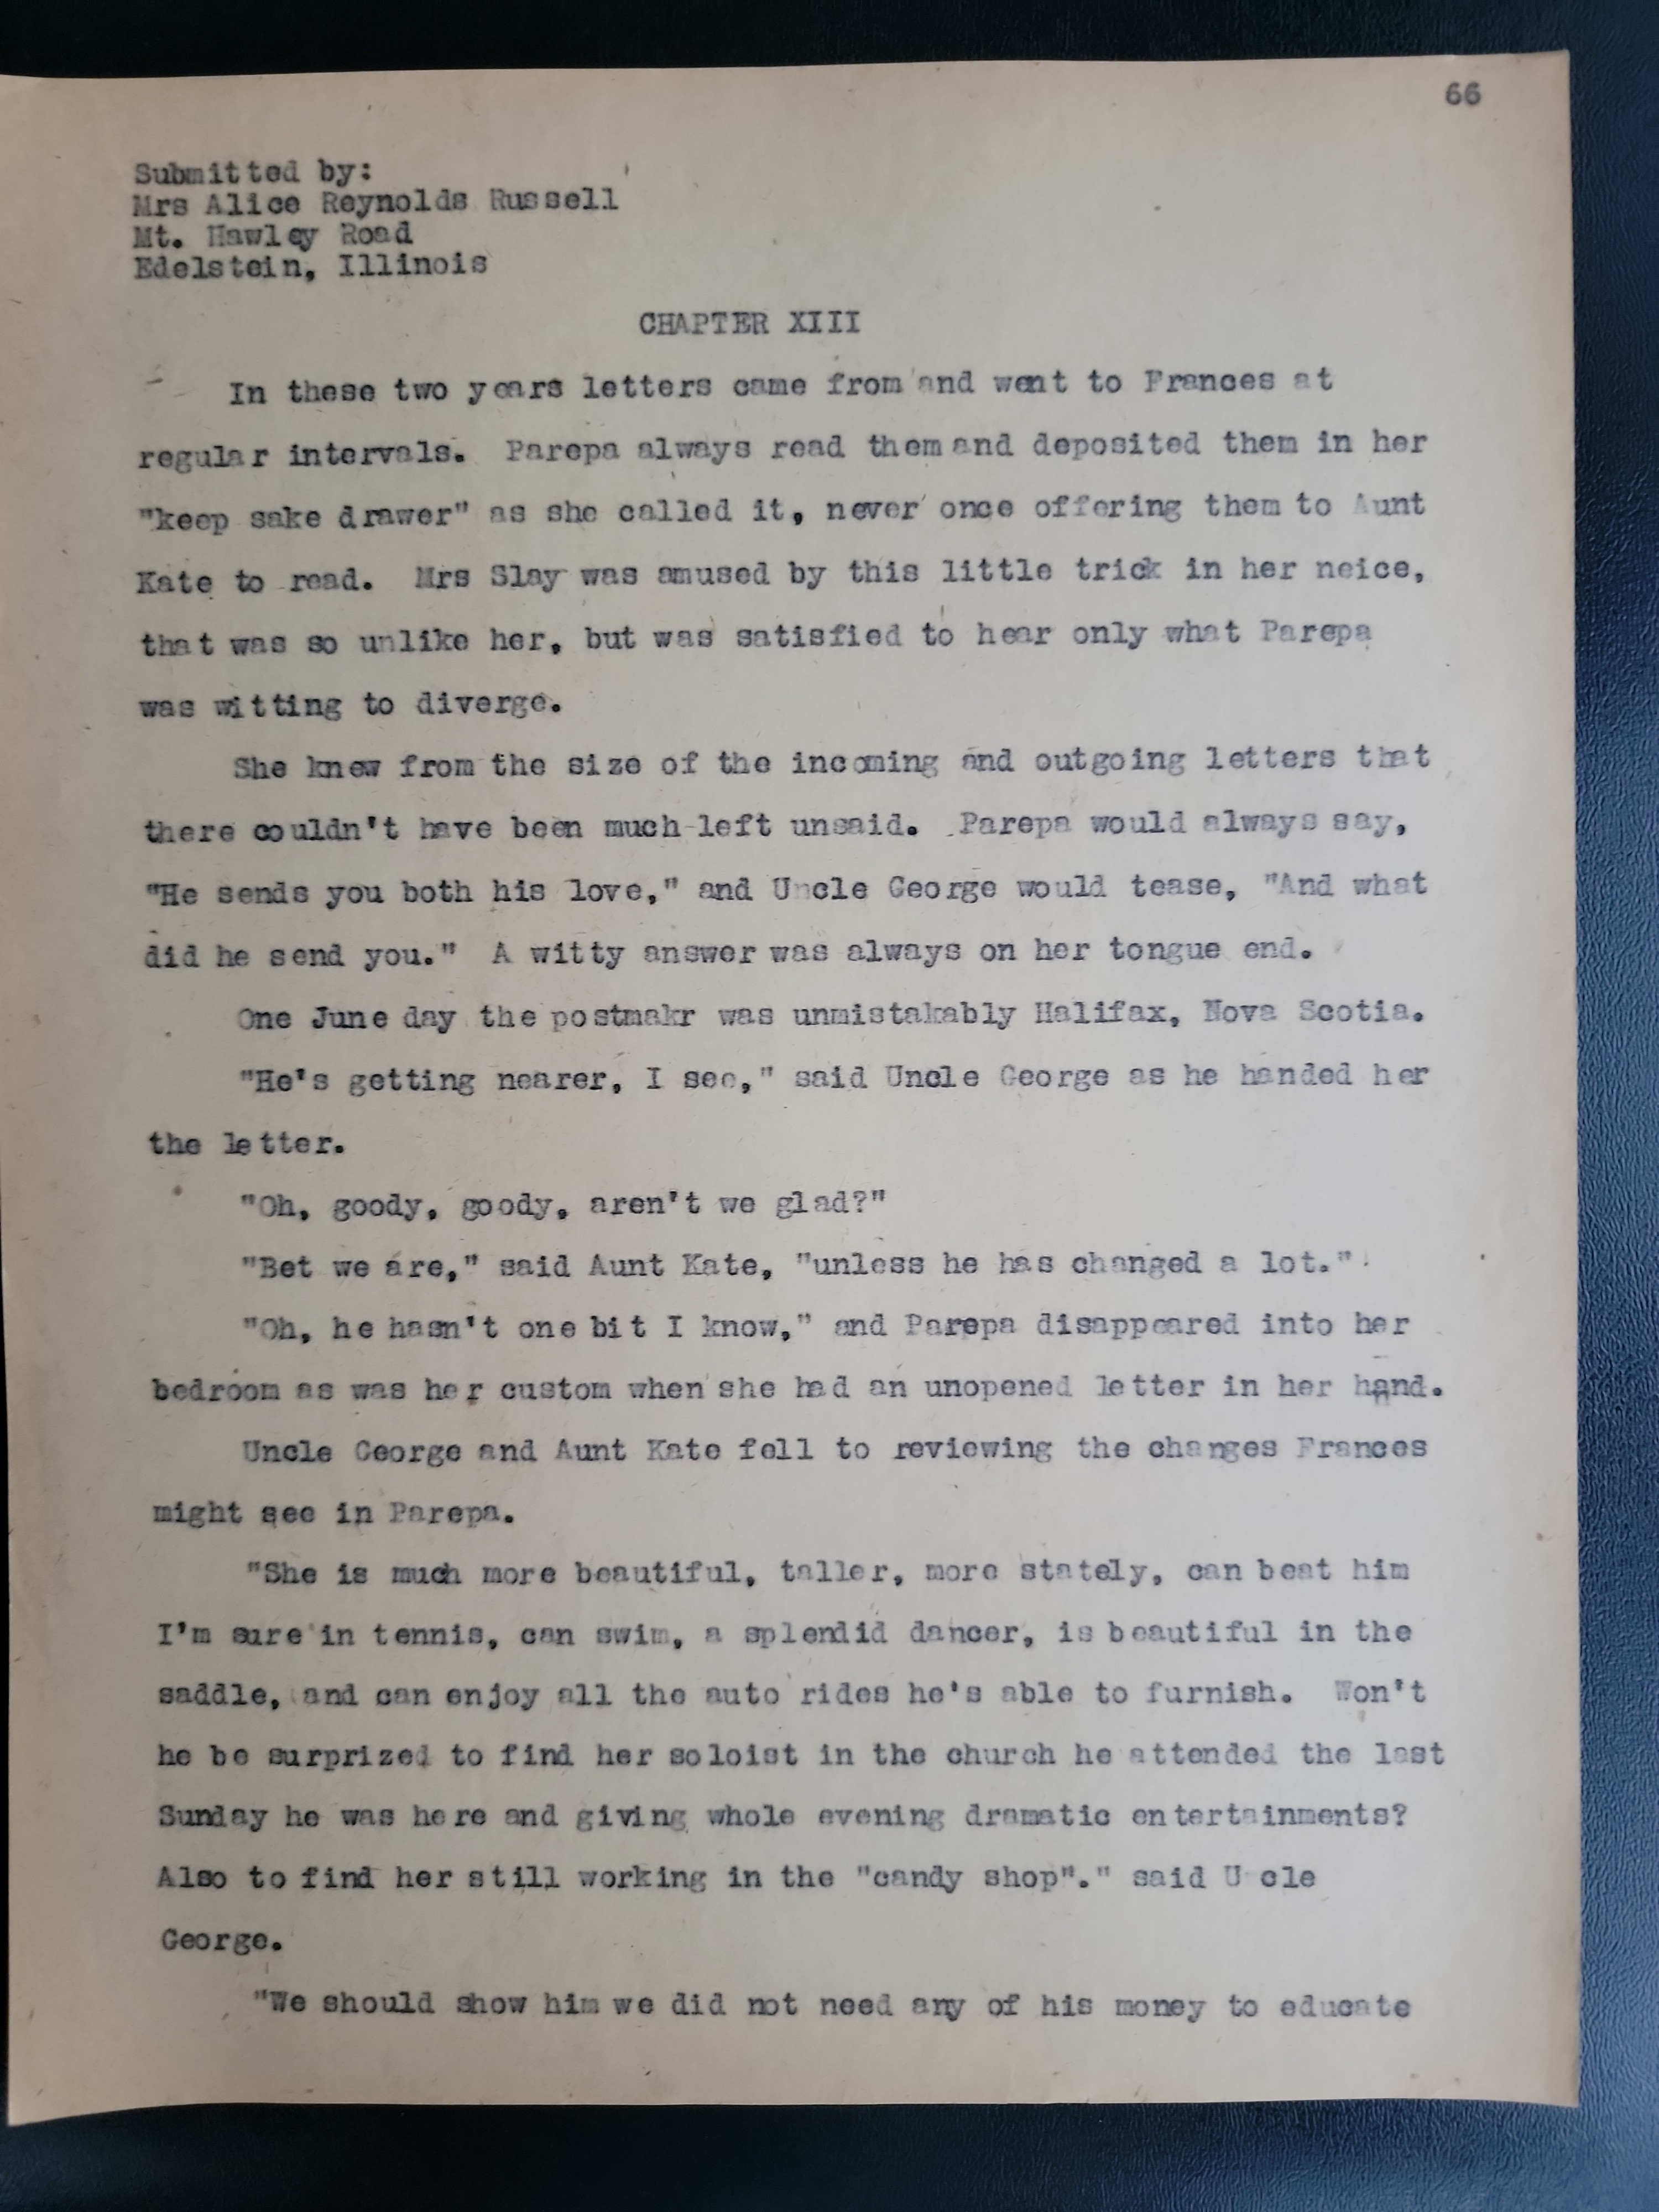 66
Submitted by:
Mrs Alice Reynolds Russell
Mt. Hawley Road
Edelstein, Illinois
CHAPTER XIII
In these two years letters came from and went to Frances at
regular intervals. Parepa always read them and deposited them in her
"keep sake drawer" as she called it, never once offering them to Aunt
Kate to read. Mrs Slay was amused by this little trick in her neice,
that was so unlike her, but was satisfied to hear only what Parepa
was witting to diverge.
She knew from the size of the incoming and outgoing letters that
there couldn't have been much left unsaid. Parepa would always say,
"He sends you both his love," and Uncle George would tease, "And what
did he send you." A witty answer was always on her tongue end.
One June day the postmakr was unmistakably Halifax, Nova Scotia.
"He's getting nearer, I see," said Uncle George as he handed her
the letter.
"Oh, goody, goody, aren't we glad?"
"Bet we are," said Aunt Kate, "unless he has changed a lot."
"Oh, he hasn't one bit I know," and Parepa disappeared into her
bedroom as was her custom when she had an unopened letter in her hand.
Uncle George and Aunt Kate fell to reviewing the changes Frances
might see in Parepa.
"She is much more beautiful, taller, more stately, can beat him
I'm sure in tennis, can swim, a splendid dancer, is beautiful in the
saddle, and can enjoy all the auto rides he's able to furnish. Won't
he be surprized to find her soloist in the church he attended the last
Sunday he was here and giving whole evening dramatic entertainments?
Also to find her still working in the "candy shop"." said U cle
George.
"We should show him we did not need any of his money to educate